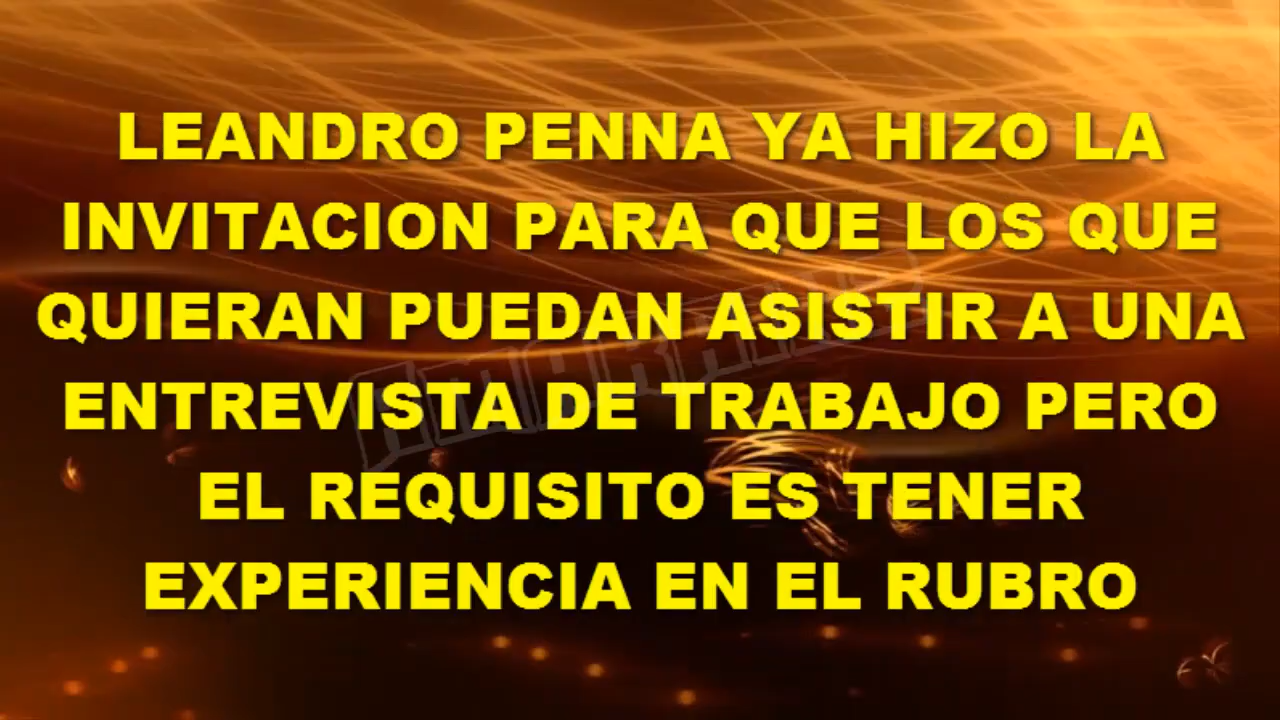 LEANDRO PENNA YA HIZO LA
INVITACION PARA QUE LOS QUE
QUIERAN PUEDAN ASISTIR A UNA
ENTREVISTA DE TRABAJO PERO
EL REQUISITO ES TENER
EXPERIENCIA EN EL RUBRO